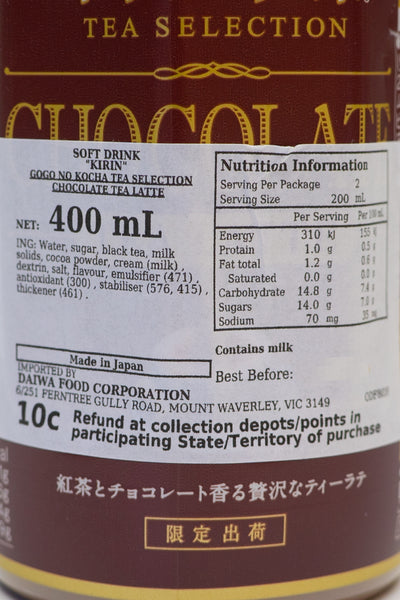 TEA SELECTION
CHOCOLATE
SOFT DRINK
"KIRIN"
GOGO NO KOCHA TEA SELECTION
CHOCOLATE TEA LATTE
NET: 400 mL
ING: Water, sugar, black tea, milk
solids, cocoa powder, cream (milk) ,
dextrin, salt, flavour, emulsifier (471) ,
antioxidant (300) , stabiliser (576, 415) ,
thickener (461) .
Nutrition Information
Serving Per Package 2
Serving Size 200 mL
Per Serving Per 100 mL
Energy 310 kJ 155 kJ
Protein 1.0 g 0.5 g
Fat total 1.2 g 0.6 g
Saturated 0.0 g 0.0 g
Carbohydrate 14.8 g 7.4 g
Sugars 14.0 g 7.0 g
Sodium 70 mg 35 mg
Contains milk
Made in Japan
Best Before:
IMPORTED BY
DAIWA FOOD CORPORATION
6/251 FERNTREE GULLY ROAD, MOUNT WAVERLEY, VIC 3149
10c Refund at collection depots/points in
participating State/Territory of purchase
紅茶とチョコレート香る贅沢なティーラテ
限定出荷